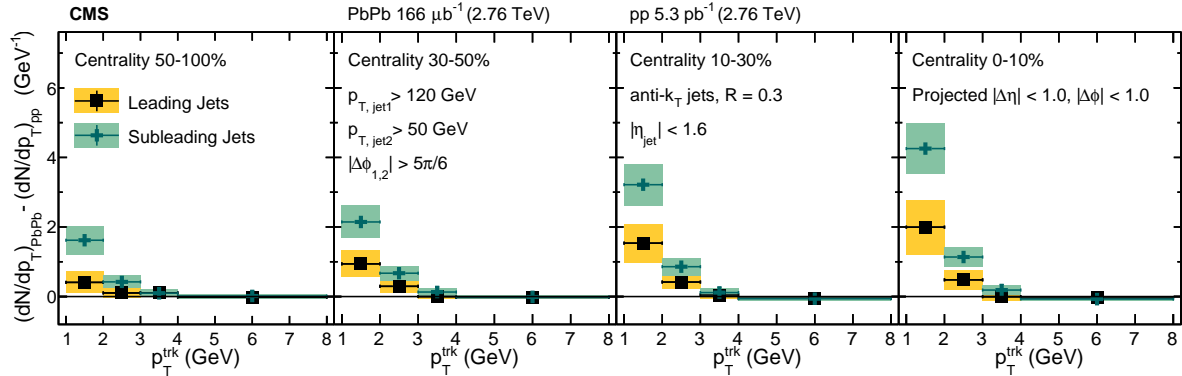 CMS
PbPb 166 μb⁻¹ (2.76 TeV)
pp 5.3 pb⁻¹ (2.76 TeV)
(dN/dp_T)_PbPb - (dN/dp_T)_pp (GeV⁻¹)
6
4
2
0
Centrality 50-100%
Leading Jets
Subleading Jets
Centrality 30-50%
p_T, jet1 > 120 GeV
p_T, jet2 > 50 GeV
|Δϕ_1,2| > 5π/6
Centrality 10-30%
anti-k_T jets, R = 0.3
|η_jet| < 1.6
Centrality 0-10%
Projected |Δη| < 1.0, |Δϕ| < 1.0
1 2 3 4 5 6 7 8
1 2 3 4 5 6 7 8
1 2 3 4 5 6 7 8
1 2 3 4 5 6 7 8
p_T^trk (GeV)
p_T^trk (GeV)
p_T^trk (GeV)
p_T^trk (GeV)